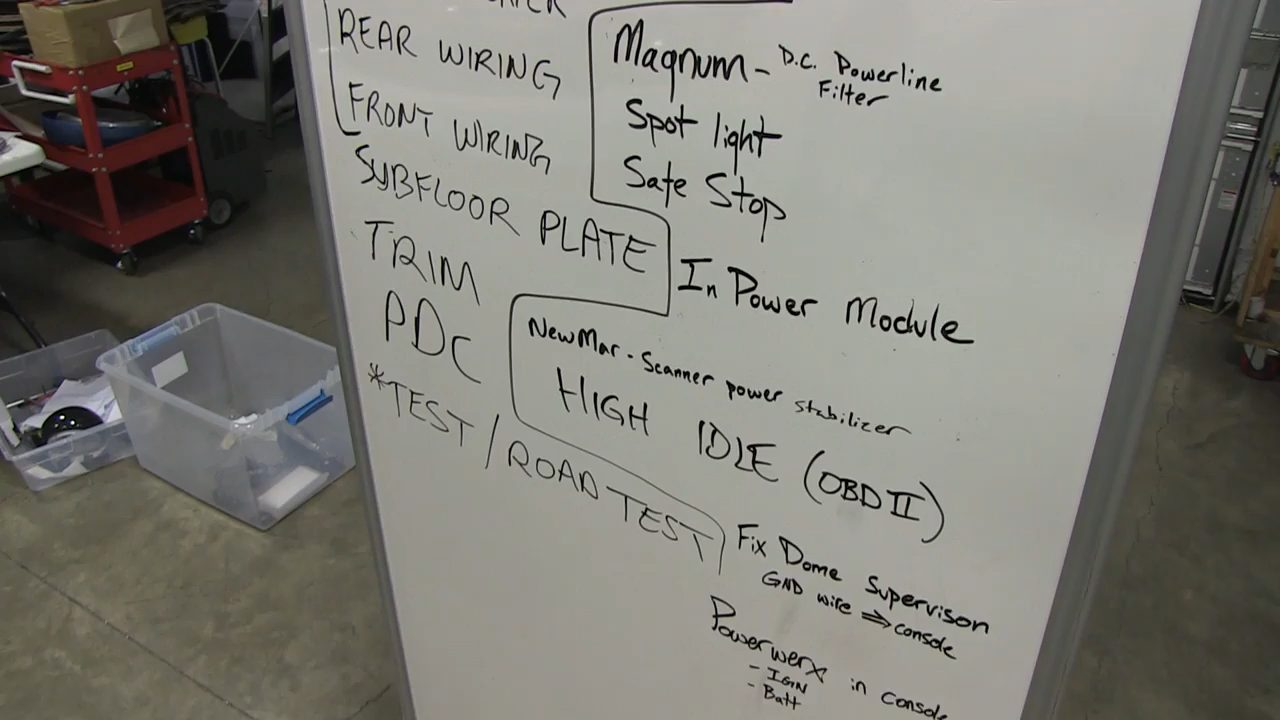 REAR WIRING
FRONT WIRING
SUBFLOOR PLATE
TRIM
PDC
*TEST / ROAD TEST
Magnum - D.C. Powerline
Filter
Spot light
Safe Stop
In Power Module
NewMar - Scanner power stabilizer
HIGH IDLE (OBD II)
Fix Dome Supervison
GND wire ⇒ console
Powerwerx in console
- IGN
- Batt